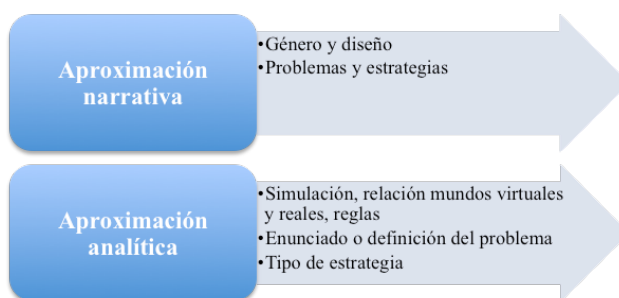 Aproximación
narrativa
•Género y diseño
•Problemas y estrategias
Aproximación
analítica
•Simulación, relación mundos virtuales
y reales, reglas
•Enunciado o definición del problema
•Tipo de estrategia